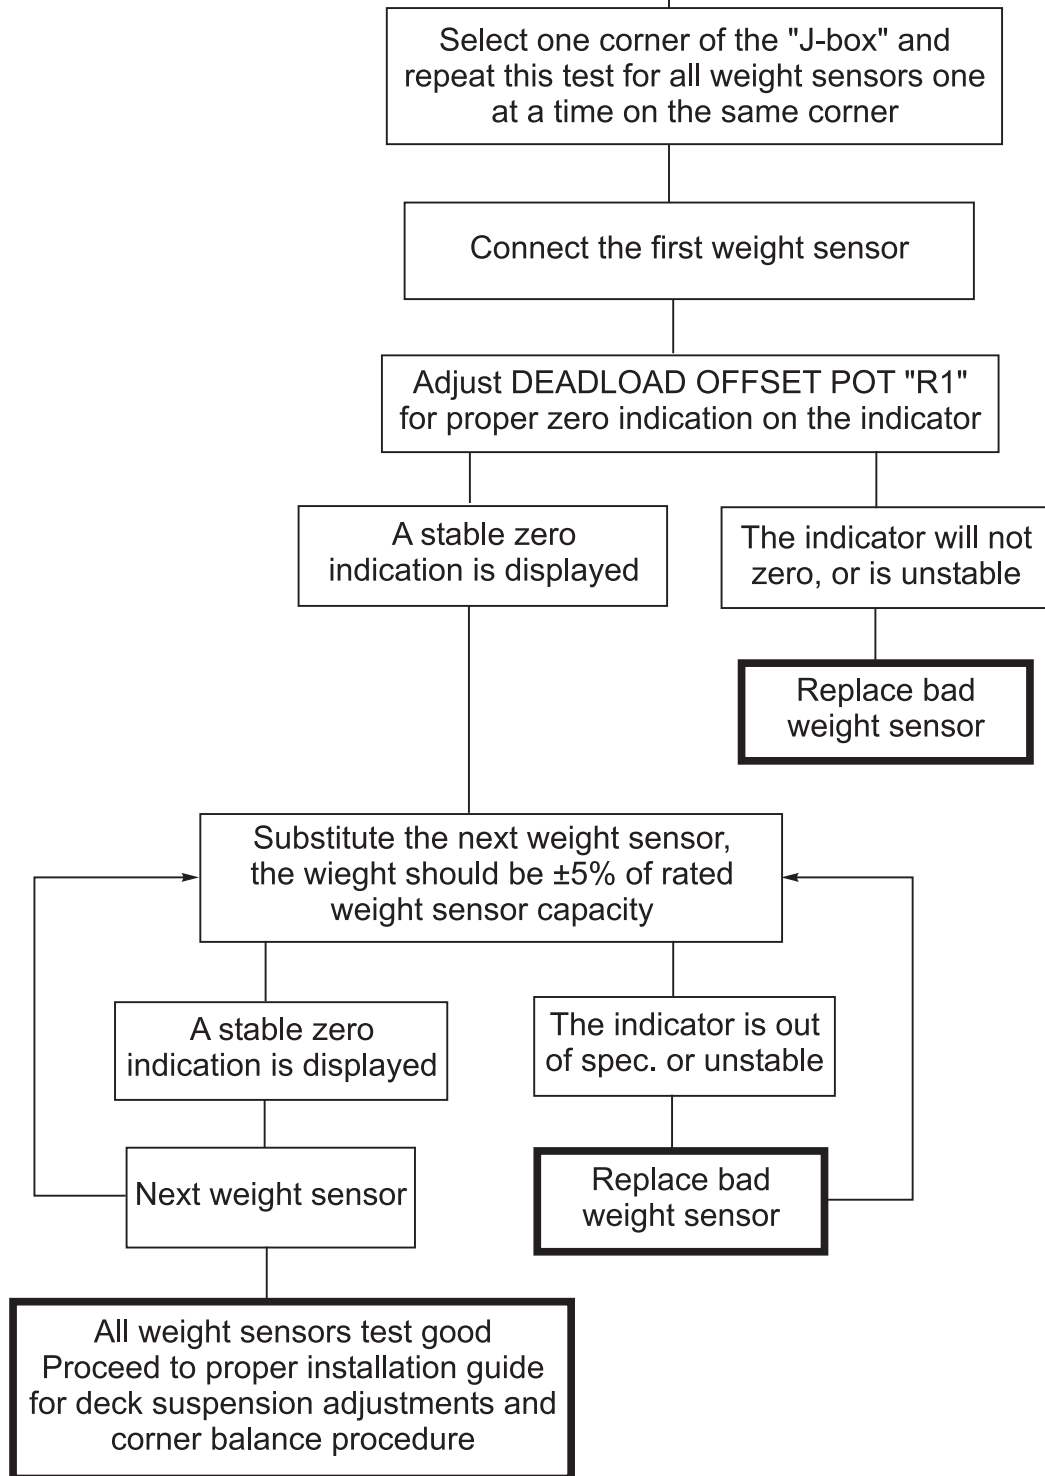 Select one corner of the "J-box" and
repeat this test for all weight sensors one
at a time on the same corner
Connect the first weight sensor
Adjust DEADLOAD OFFSET POT "R1"
for proper zero indication on the indicator
A stable zero
indication is displayed
The indicator will not
zero, or is unstable
Replace bad
weight sensor
Substitute the next weight sensor,
the wieght should be ±5% of rated
weight sensor capacity
A stable zero
indication is displayed
The indicator is out
of spec. or unstable
Next weight sensor
Replace bad
weight sensor
All weight sensors test good
Proceed to proper installation guide
for deck suspension adjustments and
corner balance procedure